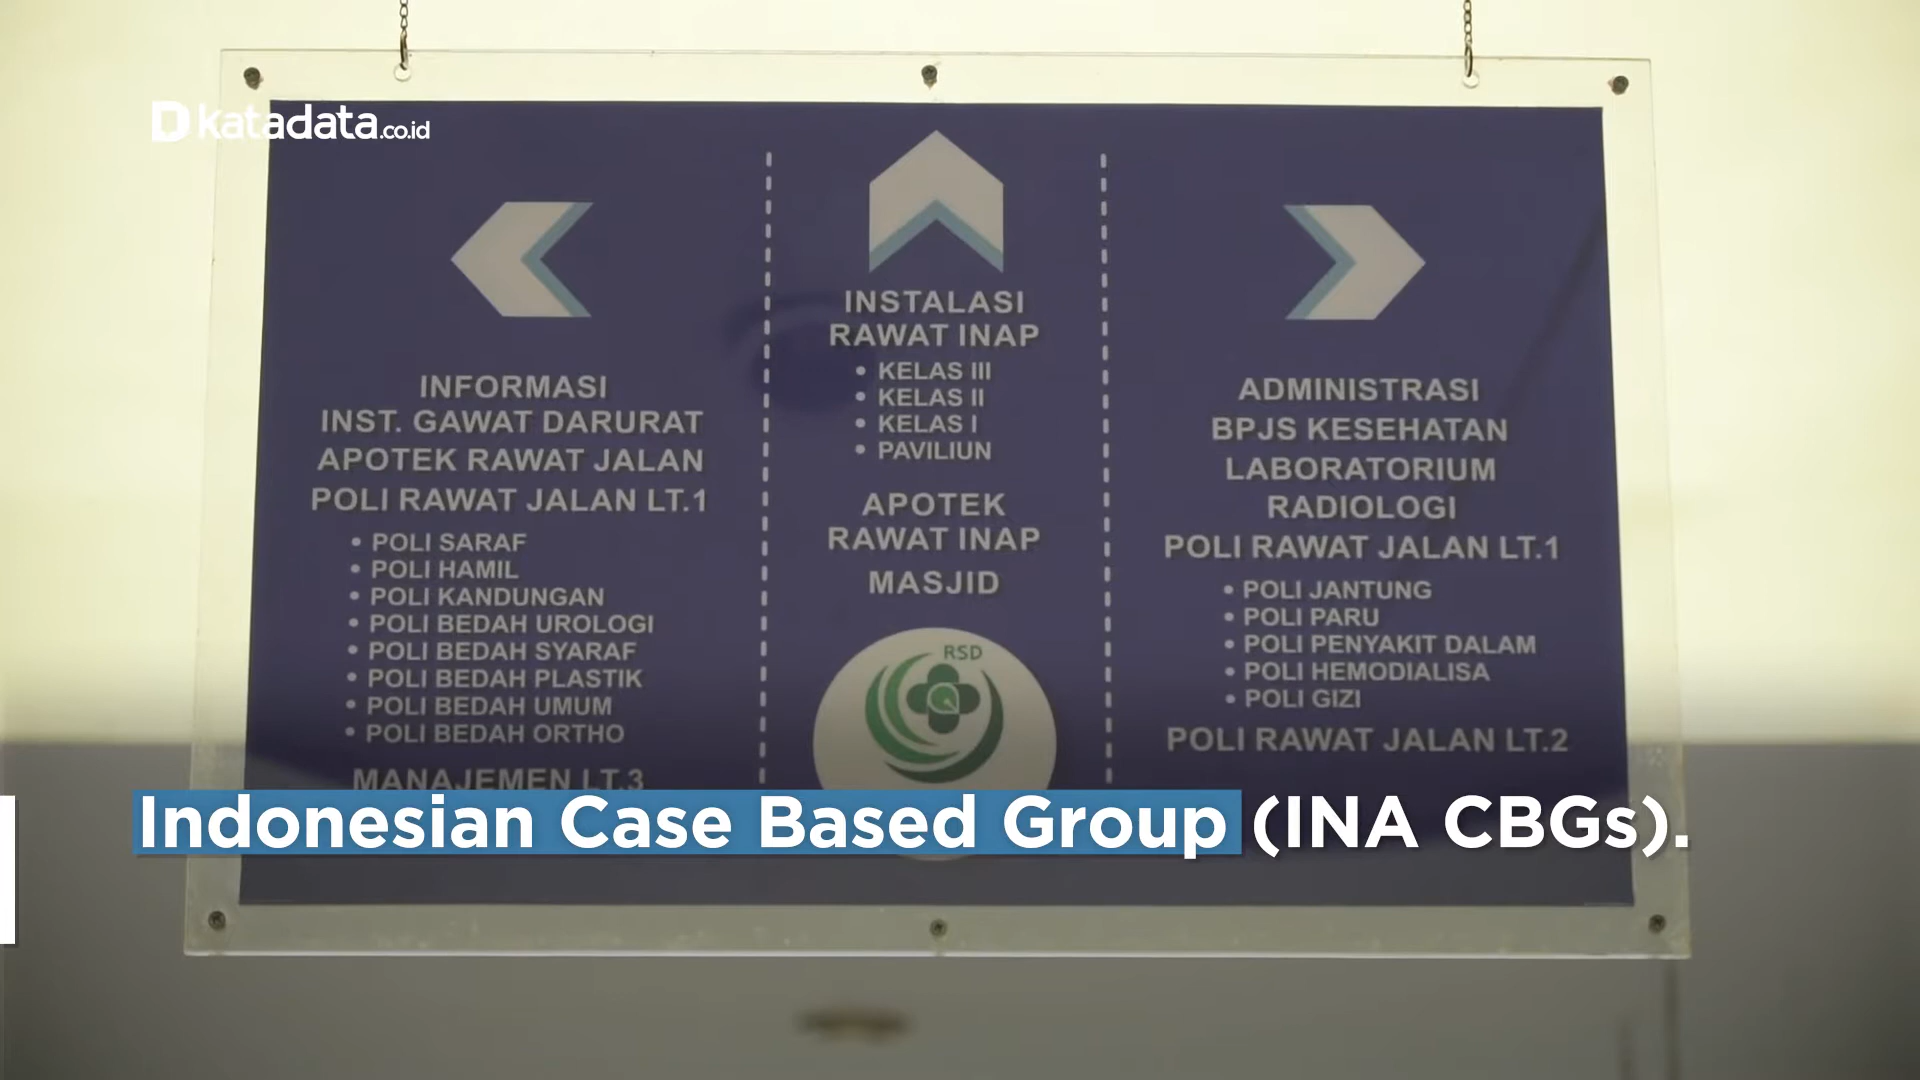 katadata.co.id
INFORMASI
INST. GAWAT DARURAT
APOTEK RAWAT JALAN
POLI RAWAT JALAN LT.1
• POLI SARAF
• POLI HAMIL
• POLI KANDUNGAN
• POLI BEDAH UROLOGI
• POLI BEDAH SYARAF
• POLI BEDAH PLASTIK
• POLI BEDAH UMUM
• POLI BEDAH ORTHO
MANAJEMEN LT.3
INSTALASI
RAWAT INAP
• KELAS III
• KELAS II
• KELAS I
• PAVILIUN
APOTEK
RAWAT INAP
MASJID
RSD
ADMINISTRASI
BPJS KESEHATAN
LABORATORIUM
RADIOLOGI
POLI RAWAT JALAN LT.1
• POLI JANTUNG
• POLI PARU
• POLI PENYAKIT DALAM
• POLI HEMODIALISA
• POLI GIZI
POLI RAWAT JALAN LT.2
Indonesian Case Based Group (INA CBGs).